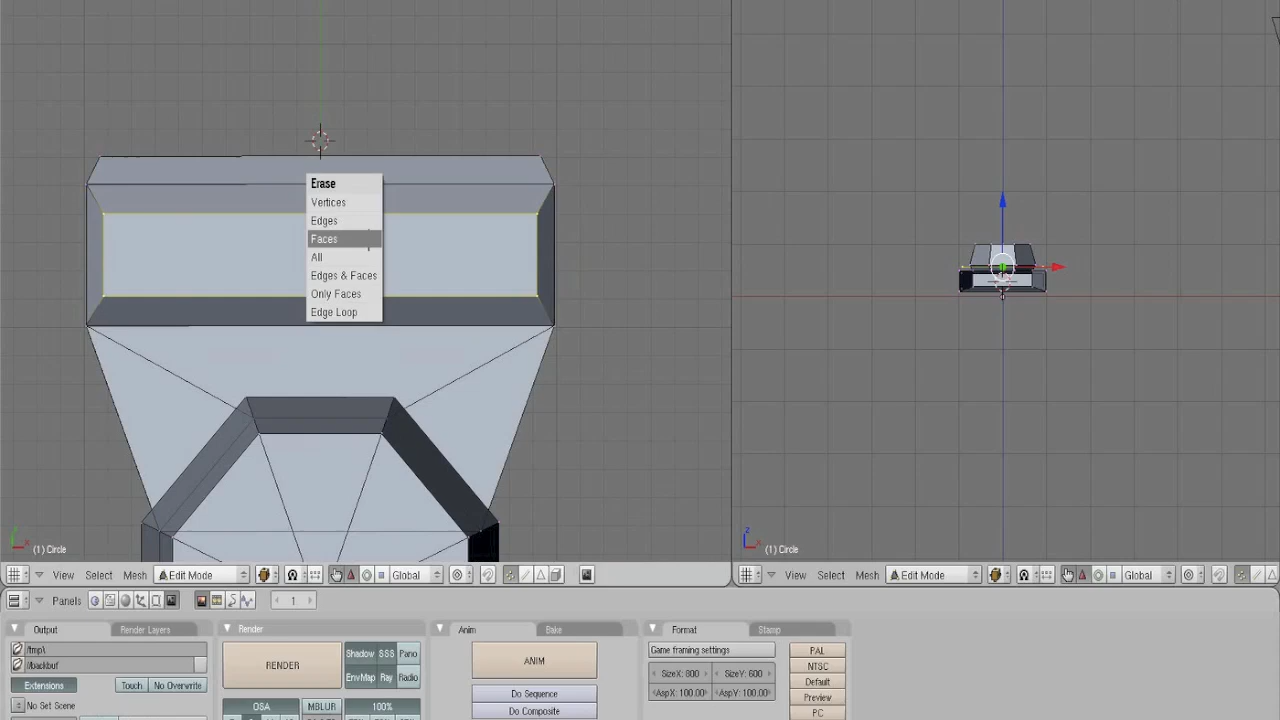 Erase
Vertices
Edges
Faces
All
Edges & Faces
Only Faces
Edge Loop
(1) Circle
z
x
(1) Circle
View Select Mesh Edit Mode Global
View Select Mesh Edit Mode Global
Panels 1
Output Render Layers Render Anim Bake Format Stamp
/tmp\
//backbuf
Extensions Touch No Overwrite
No Set Scene
RENDER
Shadow SSS Pano
EnvMap Ray Radio
OSA MBLUR 100%
ANIM
Do Sequence
Do Composite
Game framing settings
SizeX: 800 SizeY: 600
AspX: 100.00 AspY: 100.00
PAL
NTSC
Default
Preview
PC